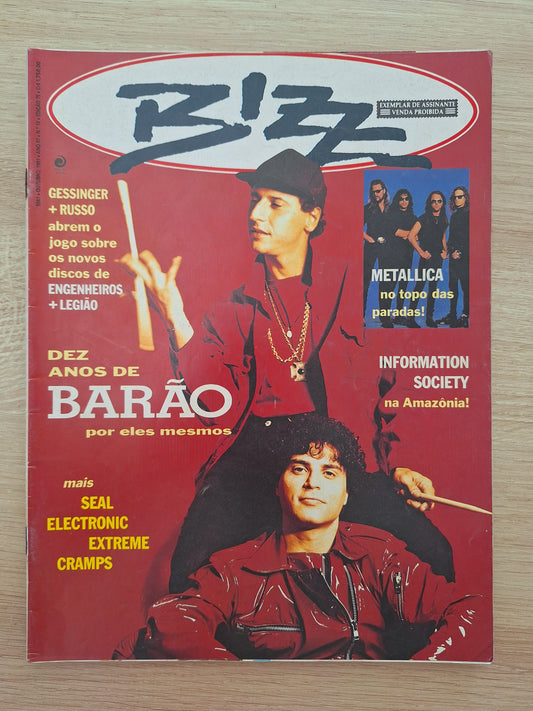 BIZZ
EXEMPLAR DE ASSINANTE
VENDA PROIBIDA
GESSINGER
+ RUSSO
abrem o
jogo sobre
os novos
discos de
ENGENHEIROS
+ LEGIÃO
METALLICA
no topo das
paradas!
DEZ
ANOS DE
BARÃO
por eles mesmos
INFORMATION
SOCIETY
na Amazônia!
mais
SEAL
ELECTRONIC
EXTREME
CRAMPS